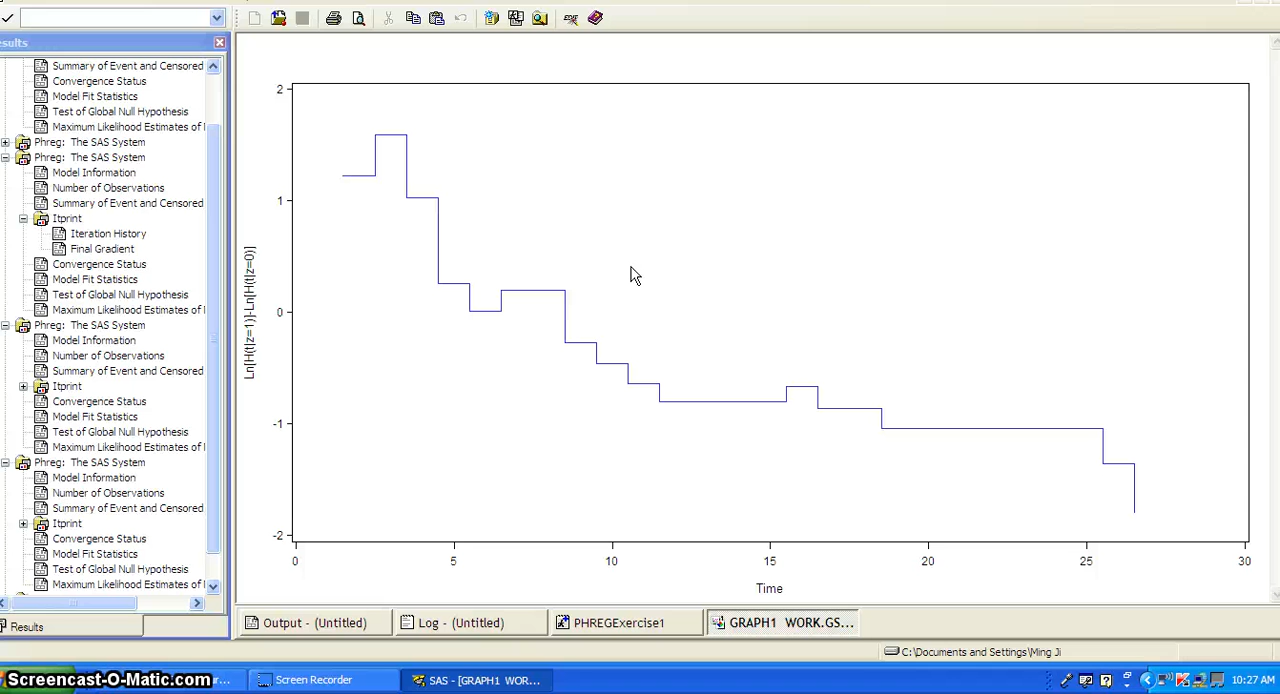 esults
Summary of Event and Censored
Convergence Status
Model Fit Statistics
Test of Global Null Hypothesis
Maximum Likelihood Estimates of
Phreg: The SAS System
Phreg: The SAS System
Model Information
Number of Observations
Summary of Event and Censored
Itprint
Iteration History
Final Gradient
Convergence Status
Model Fit Statistics
Test of Global Null Hypothesis
Maximum Likelihood Estimates of
Phreg: The SAS System
Model Information
Number of Observations
Summary of Event and Censored
Itprint
Convergence Status
Model Fit Statistics
Test of Global Null Hypothesis
Maximum Likelihood Estimates of
Phreg: The SAS System
Model Information
Number of Observations
Summary of Event and Censored
Itprint
Convergence Status
Model Fit Statistics
Test of Global Null Hypothesis
Maximum Likelihood Estimates of
Results
Ln[H(t|z=1)]-Ln[H(t|z=0)]
2
1
0
-1
-2
0 5 10 15 20 25 30
Time
Output - (Untitled)
Log - (Untitled)
PHREGExercise1
GRAPH1 WORK.GS...
C:\Documents and Settings\Ming Ji
Screencast-O-Matic.com
Screen Recorder
SAS - [GRAPH1 WOR...
10:27 AM